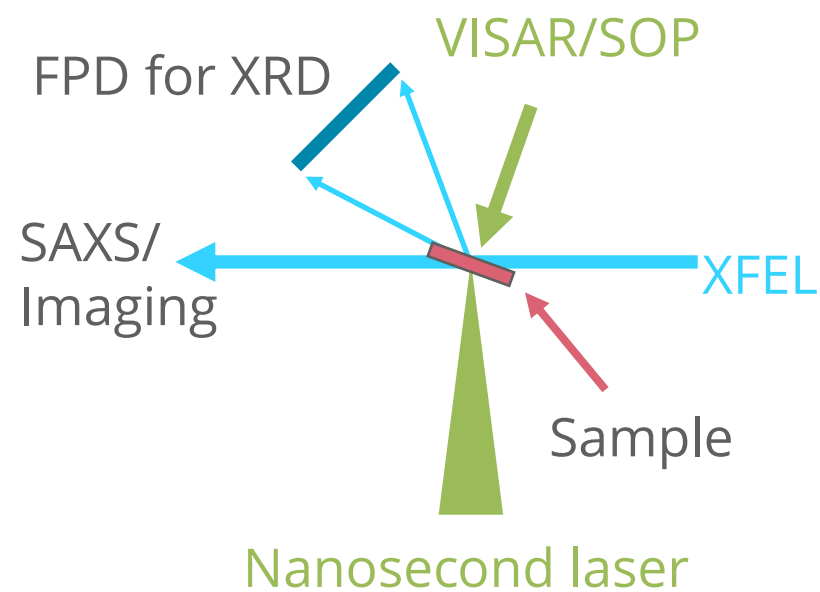 VISAR/SOP
FPD for XRD
SAXS/
Imaging
XFEL
Sample
Nanosecond laser